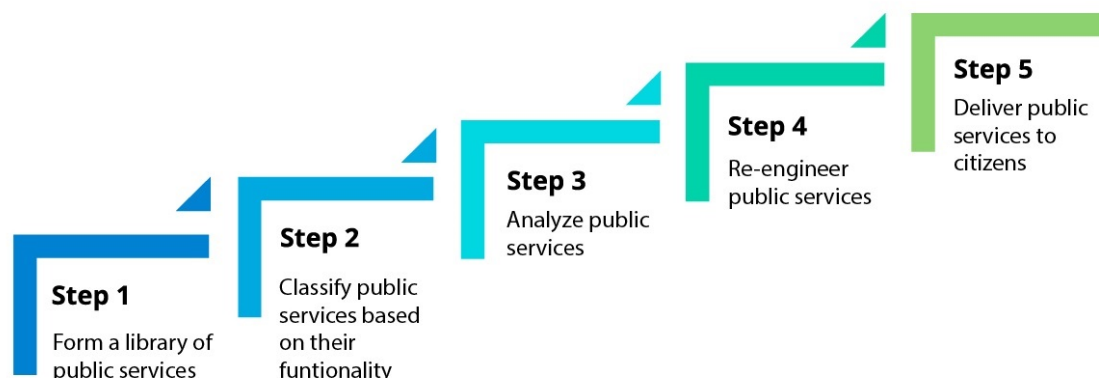 Step 1
Form a library of
public services
Step 2
Classify public
services based
on their
funtionality
Step 3
Analyze public
services
Step 4
Re-engineer
public services
Step 5
Deliver public
services to
citizens